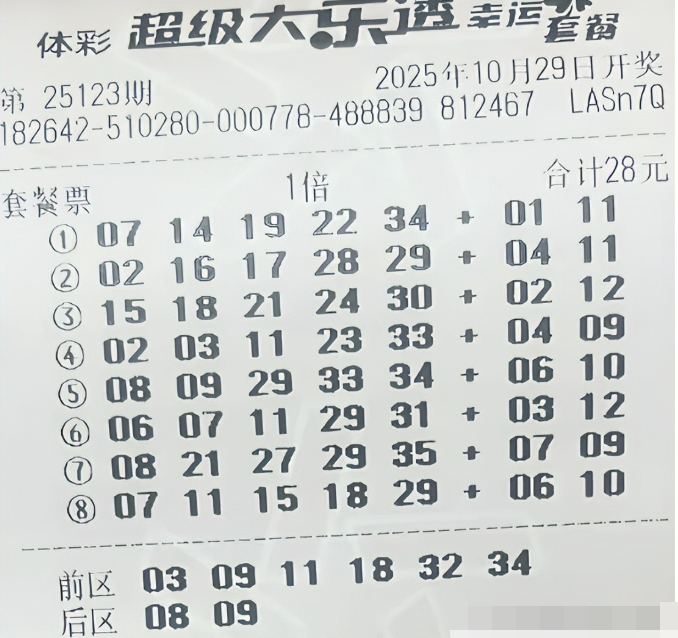 体彩 超级大乐透 幸运 套餐
第 25123期 2025年10月29日开奖
182642-510280-000778-488839 812467 LASn7Q
套餐票 1倍 合计28元
① 07 14 19 22 34 + 01 11
② 02 16 17 28 29 + 04 11
③ 15 18 21 24 30 + 02 12
④ 02 03 11 23 33 + 04 09
⑤ 08 09 29 33 34 + 06 10
⑥ 06 07 11 29 31 + 03 12
⑦ 08 21 27 29 35 + 07 09
⑧ 07 11 15 18 29 + 06 10
前区 03 09 11 18 32 34
后区 08 09